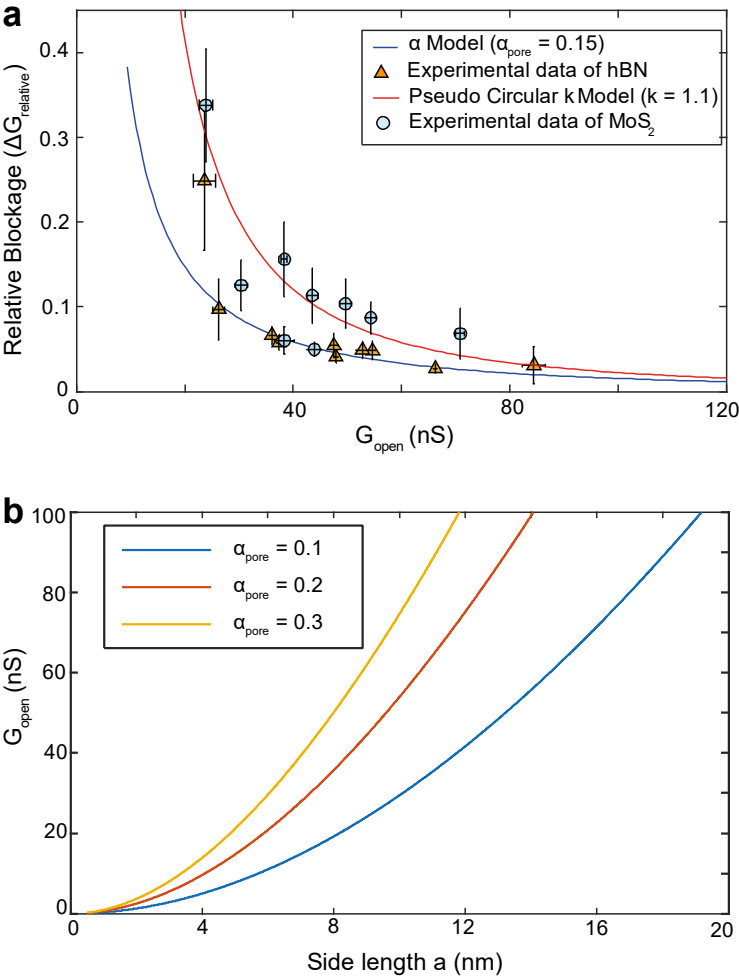 a
0.4
0.3
0.2
0.1
0
Relative Blockage (ΔG_relative)
α Model (α_pore = 0.15)
Experimental data of hBN
Pseudo Circular k Model (k = 1.1)
Experimental data of MoS₂
0 40 80 120
G_open (nS)
b
100
80
60
40
20
0
G_open (nS)
α_pore = 0.1
α_pore = 0.2
α_pore = 0.3
0 4 8 12 16 20
Side length a (nm)